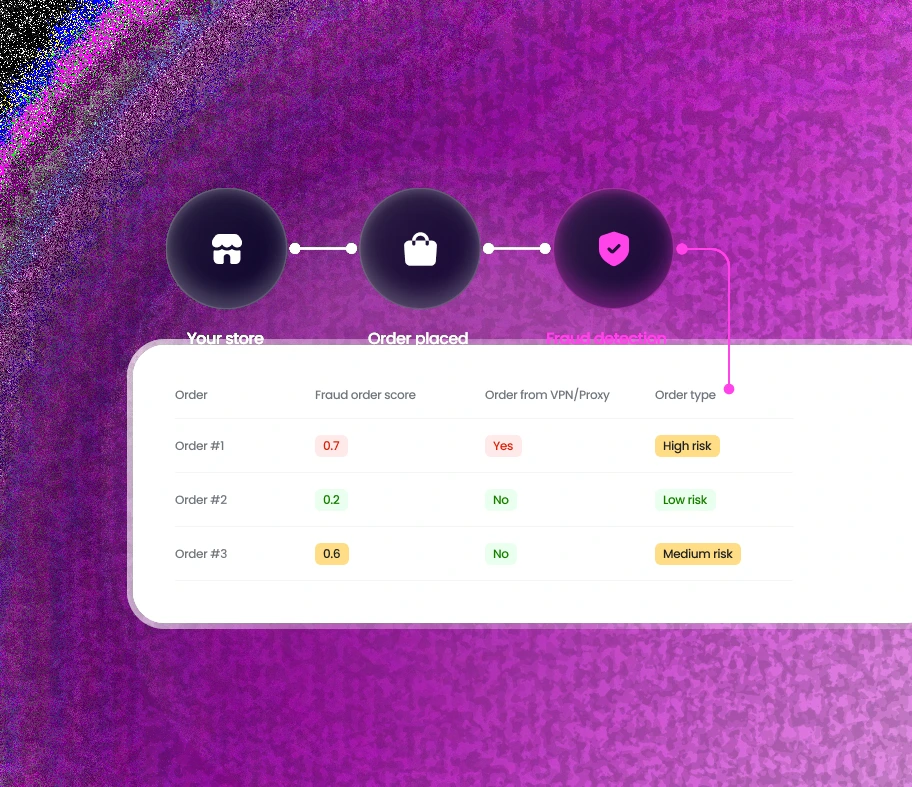 Your store Order placed Fraud detection
Order Fraud order score Order from VPN/Proxy Order type
Order #1 0.7 Yes High risk
Order #2 0.2 No Low risk
Order #3 0.6 No Medium risk